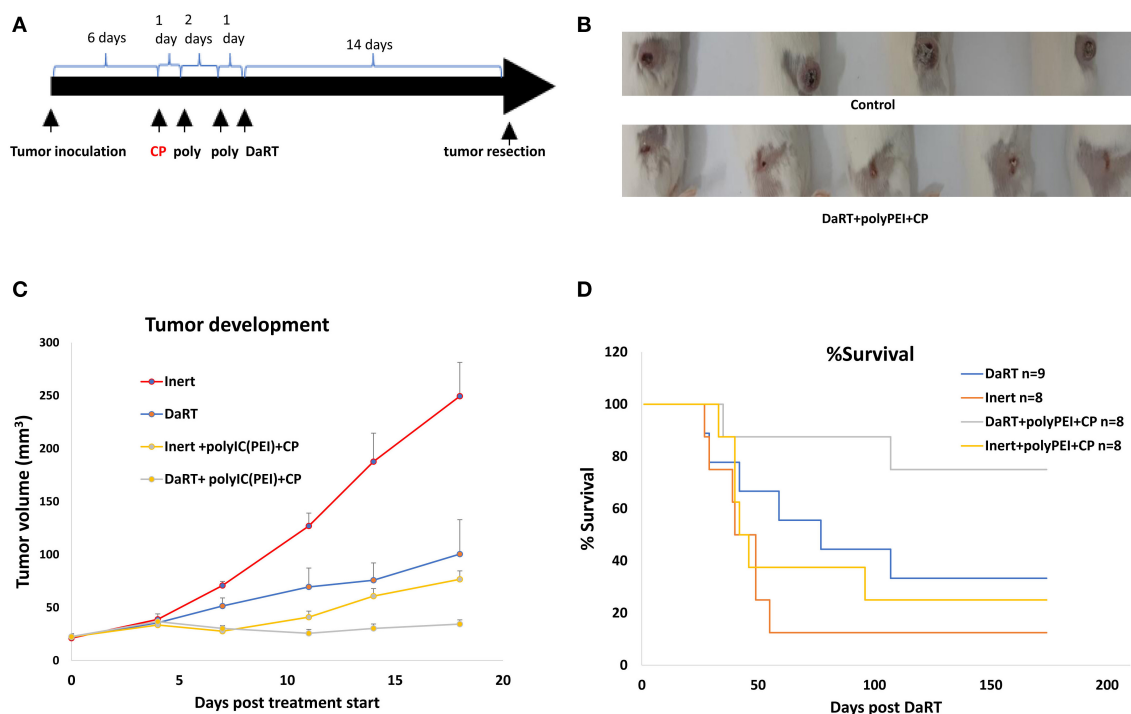 A
6 days
1 day
2 days
1 day
14 days
Tumor inoculation
CP
poly
poly
DaRT
tumor resection
B
Control
DaRT+polyPEI+CP
C
Tumor development
300
250
200
150
100
50
0
Tumor volume (mm³)
Inert
DaRT
Inert +polyIC(PEI)+CP
DaRT+ polyIC(PEI)+CP
0
5
10
15
20
Days post treatment start
D
%Survival
120
100
80
60
40
20
0
% Survival
DaRT n=9
Inert n=8
DaRT+polyPEI+CP n=8
Inert+polyPEI+CP n=8
0
50
100
150
200
Days post DaRT